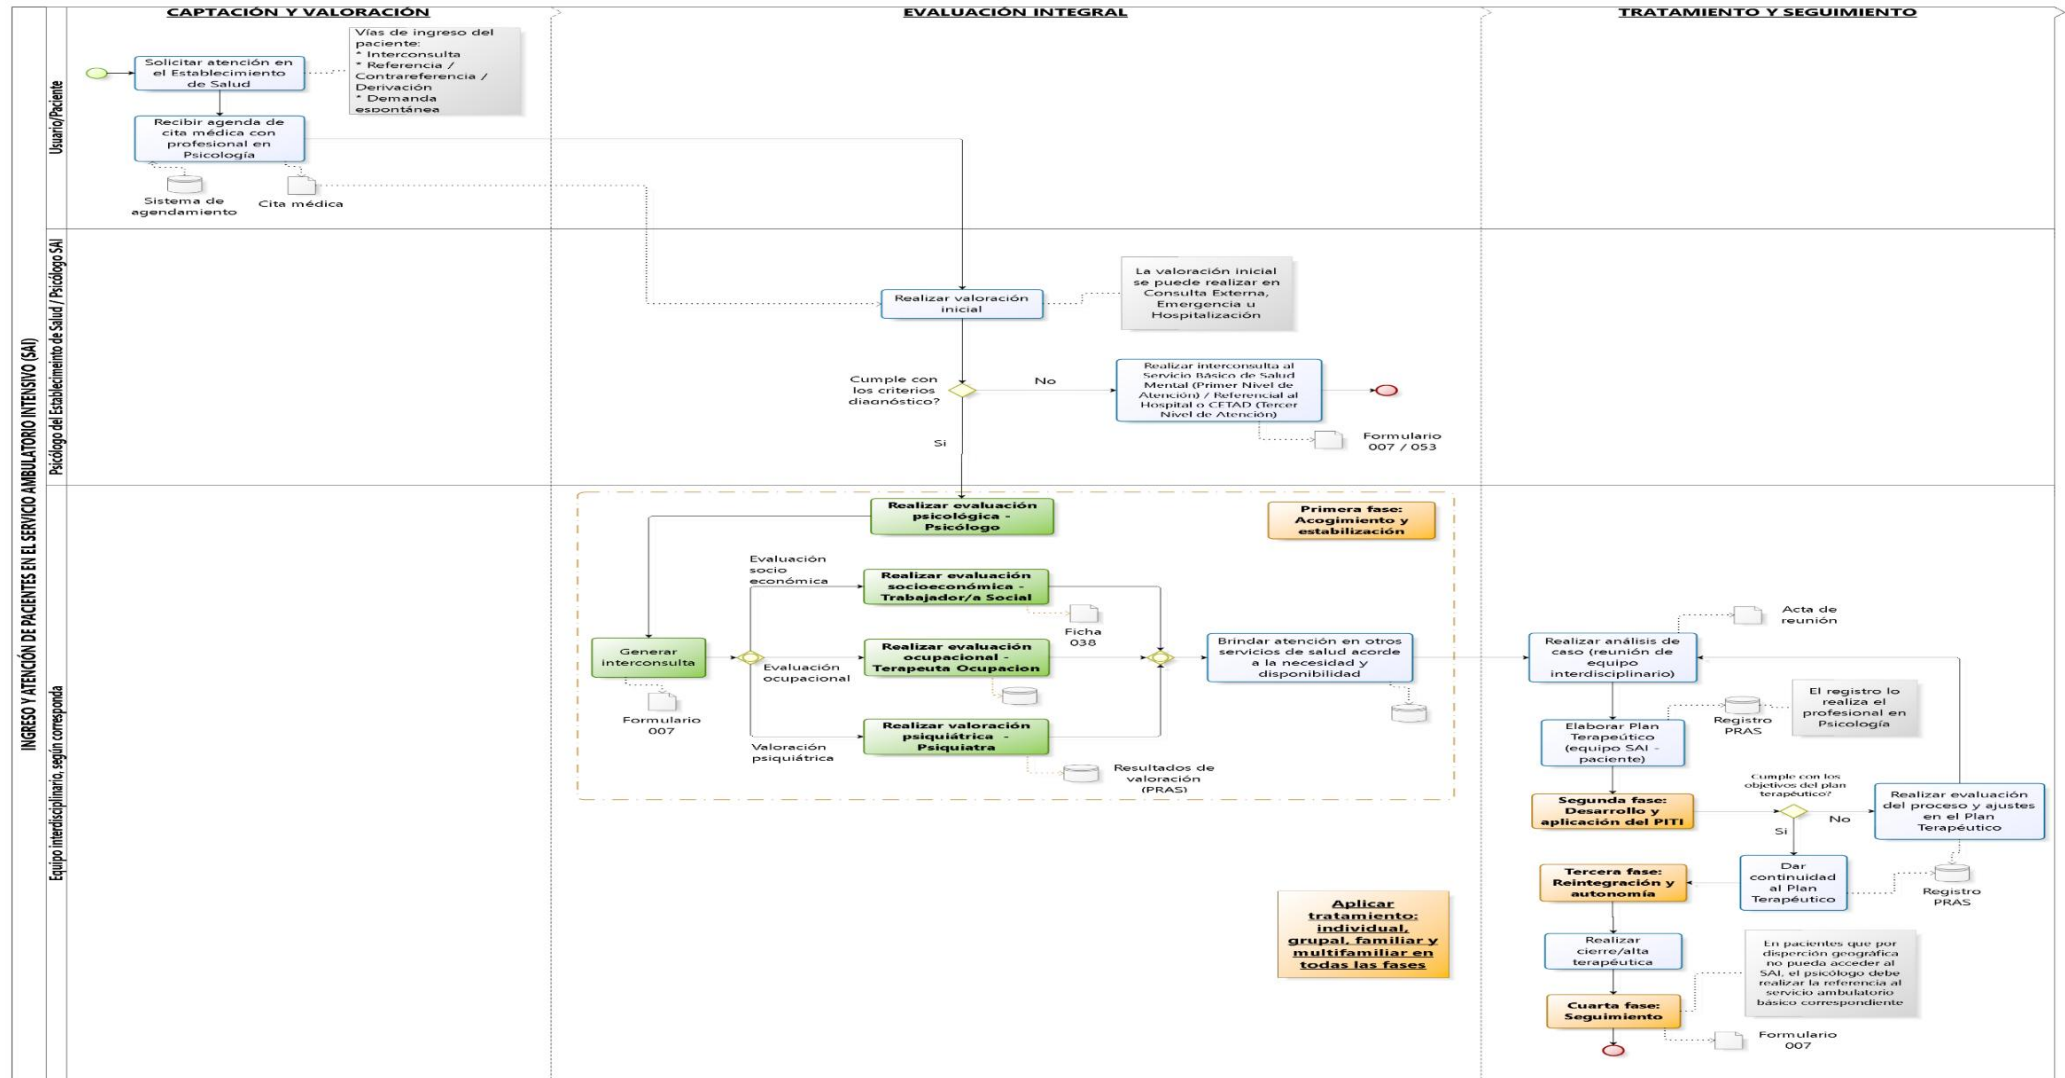 CAPTACIÓN Y VALORACIÓN
EVALUACIÓN INTEGRAL
TRATAMIENTO Y SEGUIMIENTO
INGRESO Y ATENCIÓN DE PACIENTES EN EL SERVICIO AMBULATORIO INTENSIVO (SAI)
Usuario/Paciente
Solicitar atención en
el Establecimiento
de Salud
Vías de ingreso del
paciente:
* Interconsulta
* Referencia /
Contrareferencia /
Derivación
* Demanda
espontánea
Recibir agenda de
cita médica con
profesional en
Psicología
Sistema de
agendamiento
Cita médica
Psicólogo del Establecimeinto de Salud / Psicólogo SAI
Realizar valoración
inicial
La valoración inicial
se puede realizar en
Consulta Externa,
Emergencia u
Hospitalización
Cumple con
los criterios
diagnóstico?
No
Si
Realizar interconsulta al
Servicio Básico de Salud
Mental (Primer Nivel de
Atención) / Referencial al
Hospital o CETAD (Tercer
Nivel de Atención)
Formulario
007 / 053
Equipo interdisciplinario, según corresponda
Realizar evaluación
psicológica -
Psicólogo
Primera fase:
Acogimiento y
estabilización
Generar
interconsulta
Formulario
007
Evaluación
socio
económica
Realizar evaluación
socioeconómica -
Trabajador/a Social
Ficha
038
Evaluación
ocupacional
Realizar evaluación
ocupacional -
Terapeuta Ocupacion
Valoración
psiquiátrica
Realizar valoración
psiquiátrica -
Psiquiatra
Resultados de
valoración
(PRAS)
Brindar atención en otros
servicios de salud acorde
a la necesidad y
disponibilidad
Aplicar
tratamiento:
individual,
grupal, familiar y
multifamiliar en
todas las fases
Realizar análisis de
caso (reunión de
equipo
interdisciplinario)
Acta de
reunión
Elaborar Plan
Terapeútico
(equipo SAI -
paciente)
Registro
PRAS
El registro lo
realiza el
profesional en
Psicología
Segunda fase:
Desarrollo y
aplicación del PITI
Cumple con los
objetivos del plan
terapéutico?
No
Si
Realizar evaluación
del proceso y ajustes
en el Plan
Terapéutico
Dar
continuidad
al Plan
Terapéutico
Registro
PRAS
Tercera fase:
Reintegración y
autonomía
Realizar
cierre/alta
terapéutica
En pacientes que por
disperción geográfica
no pueda acceder al
SAI, el psicólogo debe
realizar la referencia al
servicio ambulatorio
básico correspondiente
Cuarta fase:
Seguimiento
Formulario
007